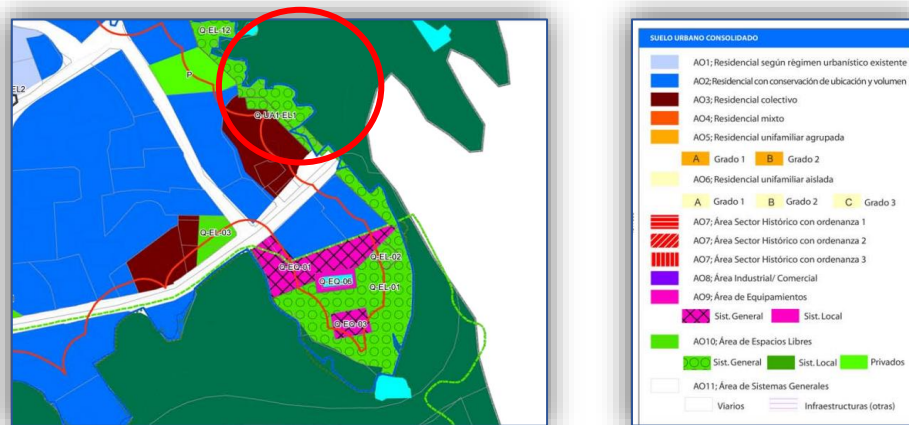 Q-EL-12
EL2
P
Q-UA1-EL1
Q-EL-03
Q-EQ-01
Q-EL-02
Q-EQ-06
Q-EL-01
Q-EQ-03
SUELO URBANO CONSOLIDADO
AO1; Residencial según règimen urbanístico existente
AO2;Residencial con conservación de ubicación y volumen
AO3; Residencial colectivo
AO4; Residencial mixto
AO5; Residencial unifamiliar agrupada
A Grado 1 B Grado 2
AO6; Residencial unifamiliar aislada
A Grado 1 B Grado 2 C Grado 3
AO7; Área Sector Histórico con ordenanza 1
AO7; Área Sector Histórico con ordenanza 2
AO7; Área Sector Histórico con ordenanza 3
AO8; Área Industrial/ Comercial
AO9; Área de Equipamientos
Sist. General Sist. Local
AO10; Área de Espacios Libres
Sist. General Sist. Local Privados
AO11; Área de Sistemas Generales
Viarios Infraestructuras (otras)